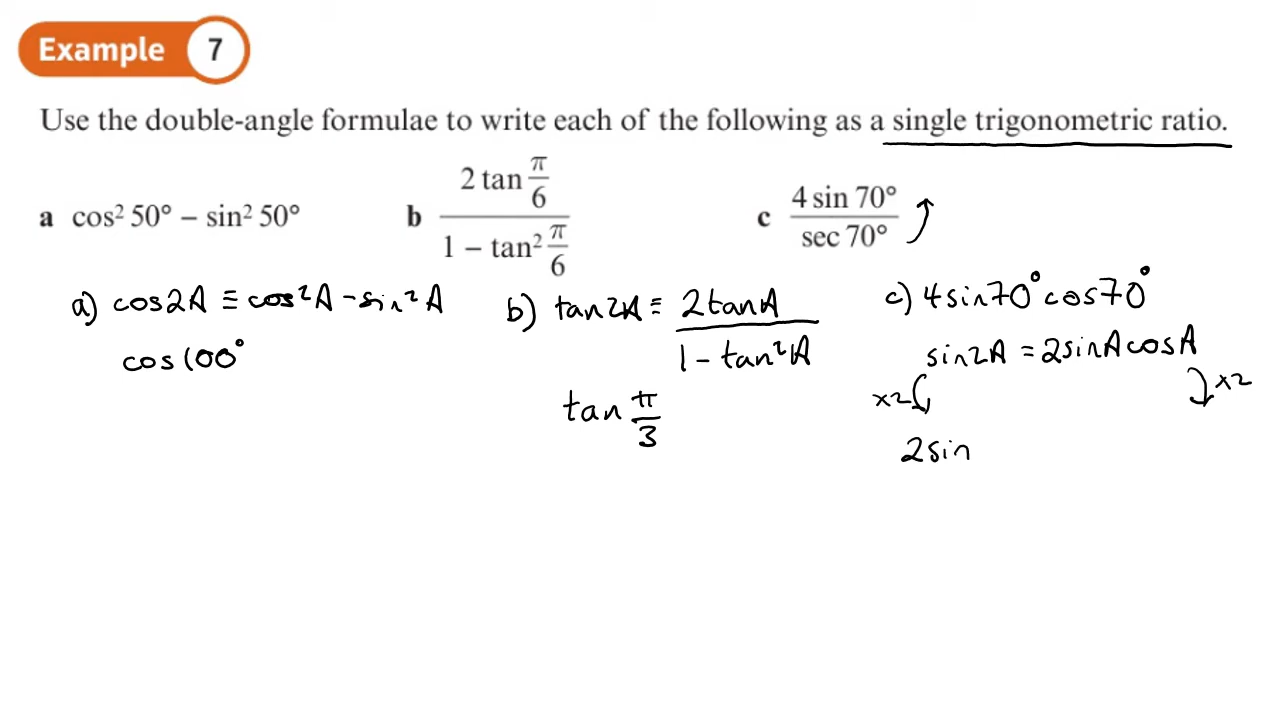 Example 7
Use the double-angle formulae to write each of the following as a single trigonometric ratio.
a cos² 50° − sin² 50°
b 2 tan π/6 / 1 − tan² π/6
c 4 sin 70° / sec 70°
a) cos2A ≡ cos²A - sin²A
cos100°
b) tan2A = 2tanA / 1 - tan²A
tan π/3
c) 4sin70°cos70°
sin2A = 2sinAcosA
×2 ×2
2sin